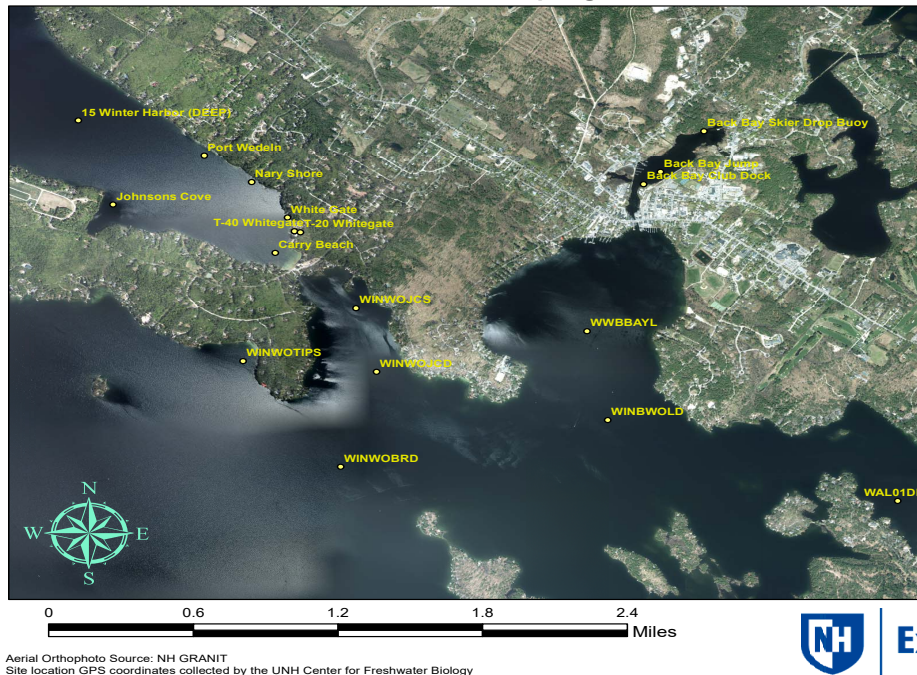 15 Winter Harbor (DEEP)
Back Bay Skier Drop Buoy
Port Wedeln
Back Bay Jump
Nary Shore
Back Bay Club Dock
Johnsons Cove
White Gate
T-40 Whitegate
T-20 Whitegate
Carry Beach
WINWOJCS
WWBBAYL
WINWOTIPS
WINWOJCD
WINBWOLD
WINWOBRD
N
W
E
S
0 0.6 1.2 1.8 2.4
Miles
NH
Aerial Orthophoto Source: NH GRANIT
Site location GPS coordinates collected by the UNH Center for Freshwater Biology